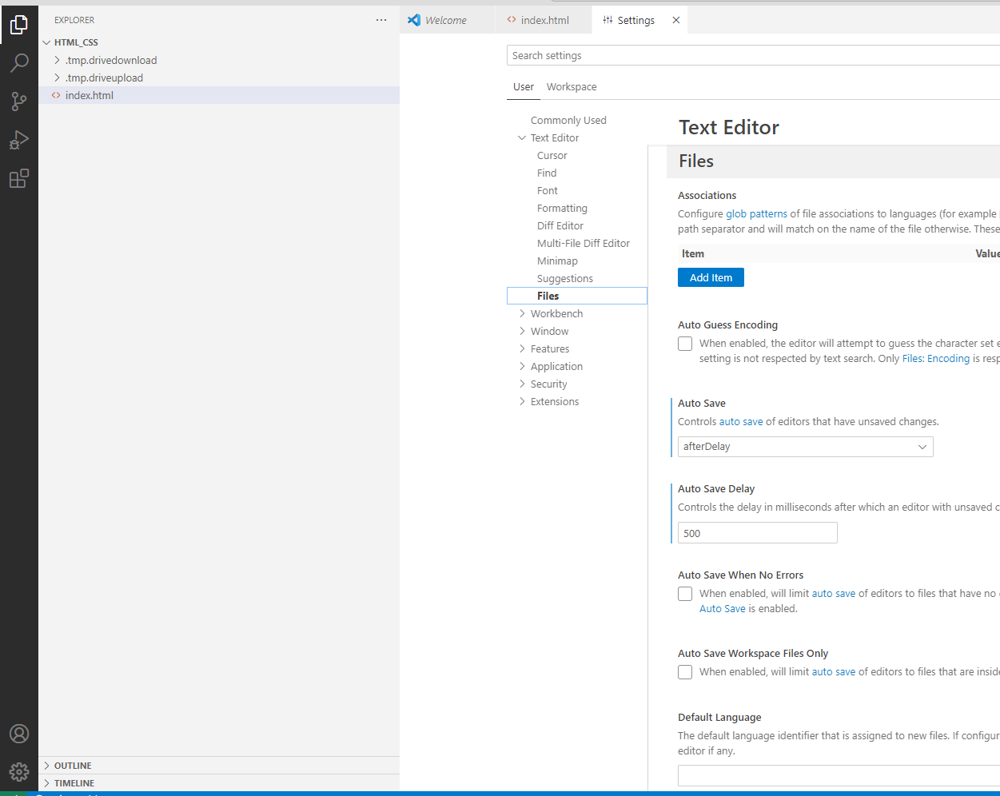 EXPLORER
HTML_CSS
.tmp.drivedownload
.tmp.driveupload
index.html
OUTLINE
TIMELINE
Welcome
index.html
Settings
Search settings
User
Workspace
Commonly Used
Text Editor
Cursor
Find
Font
Formatting
Diff Editor
Multi-File Diff Editor
Minimap
Suggestions
Files
Workbench
Window
Features
Application
Security
Extensions
Text Editor
Files
Associations
Configure glob patterns of file associations to languages (for example
path separator and will match on the name of the file otherwise. These
Item Value
Add Item
Auto Guess Encoding
When enabled, the editor will attempt to guess the character set
setting is not respected by text search. Only Files: Encoding is
Auto Save
Controls auto save of editors that have unsaved changes.
afterDelay
Auto Save Delay
Controls the delay in milliseconds after which an editor with unsaved
500
Auto Save When No Errors
When enabled, will limit auto save of editors to files that have no
Auto Save is enabled.
Auto Save Workspace Files Only
When enabled, will limit auto save of editors to files that are
Default Language
The default language identifier that is assigned to new files. If
editor if any.